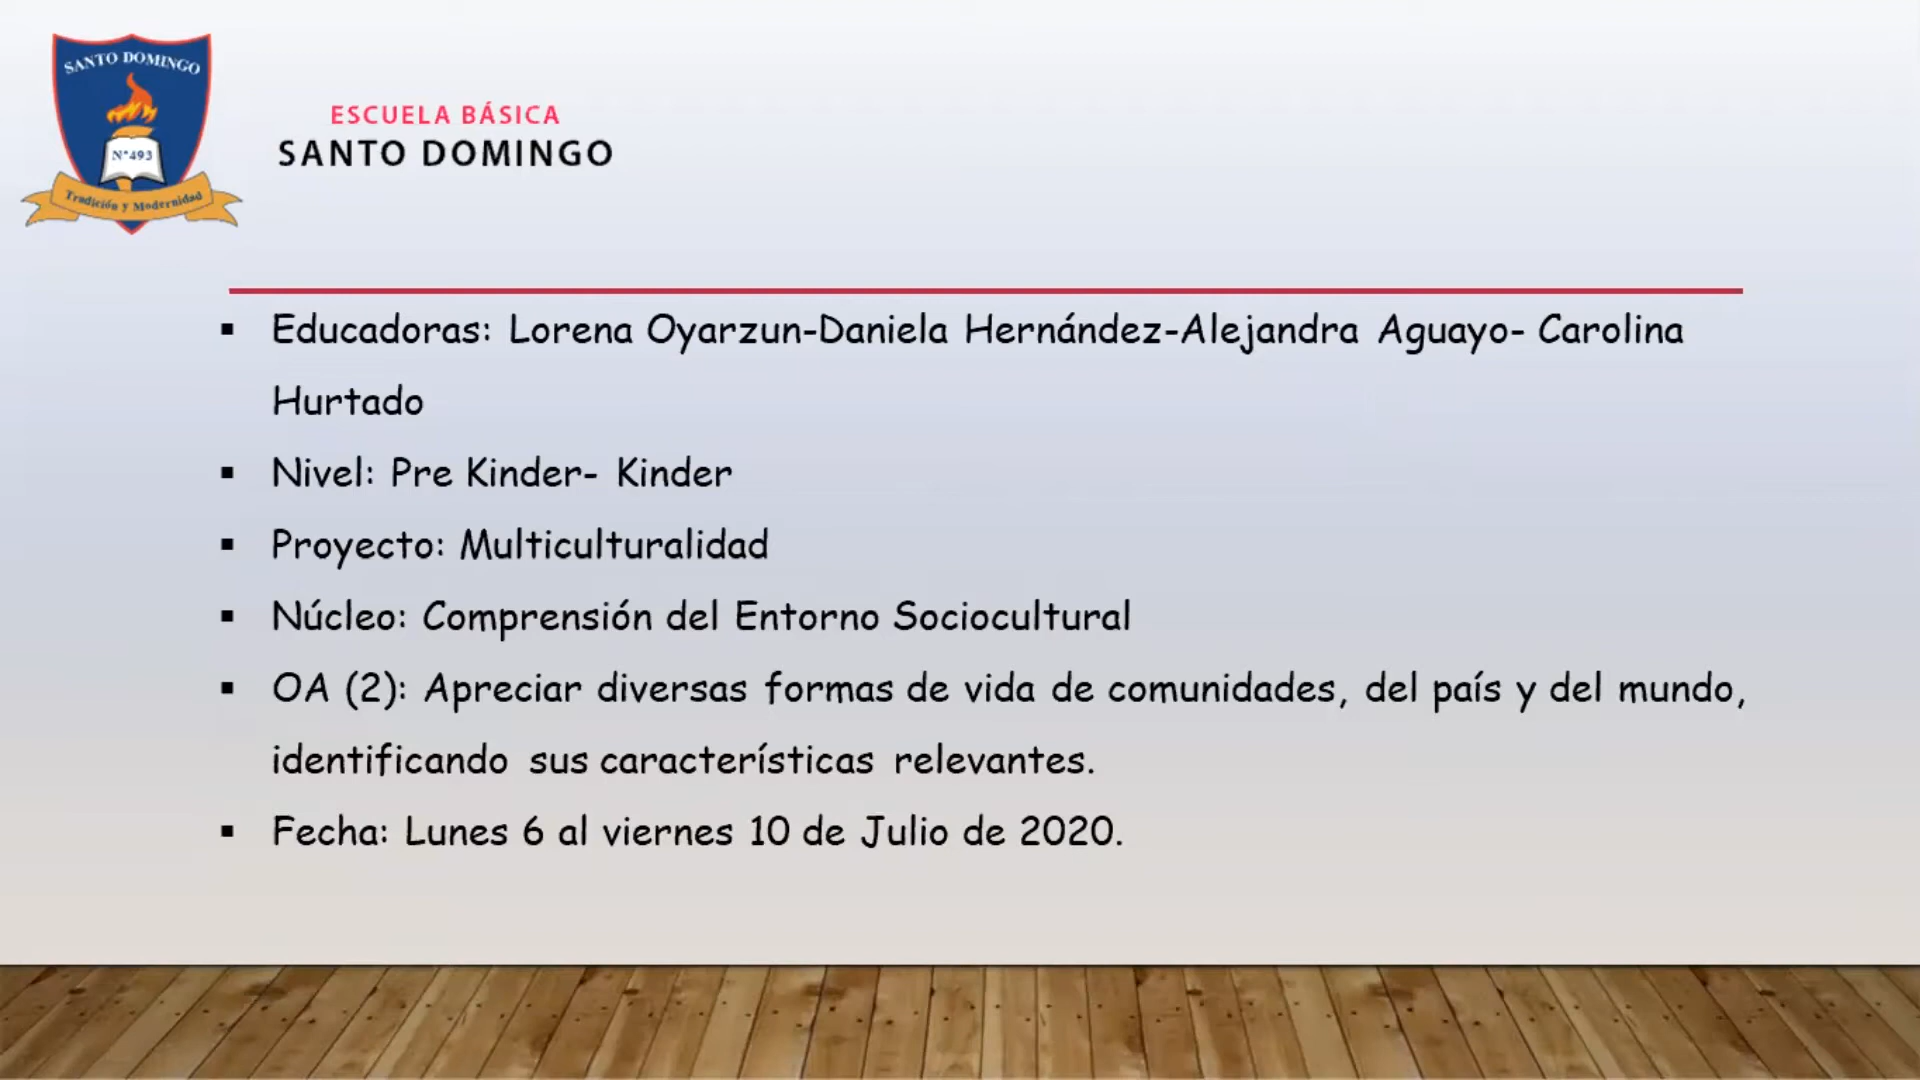 SANTO DOMINGO
N°493
Tradición y Modernidad
ESCUELA BÁSICA
SANTO DOMINGO
▪ Educadoras: Lorena Oyarzun-Daniela Hernández-Alejandra Aguayo- Carolina
Hurtado
▪ Nivel: Pre Kinder- Kinder
▪ Proyecto: Multiculturalidad
▪ Núcleo: Comprensión del Entorno Sociocultural
▪ OA (2): Apreciar diversas formas de vida de comunidades, del país y del mundo,
identificando sus características relevantes.
▪ Fecha: Lunes 6 al viernes 10 de Julio de 2020.